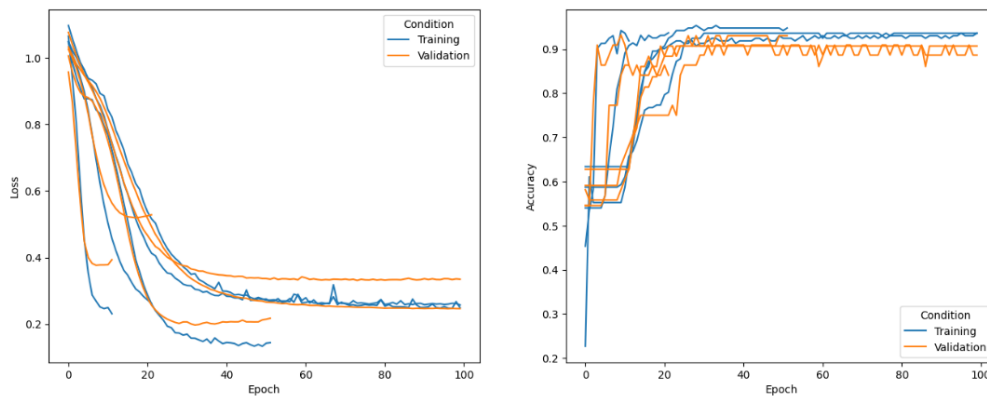 Condition
Training
Validation
Loss
1.0
0.8
0.6
0.4
0.2
0 20 40 60 80 100
Epoch
Accuracy
0.9
0.8
0.7
0.6
0.5
0.4
0.3
0.2
Condition
Training
Validation
0 20 40 60 80 100
Epoch